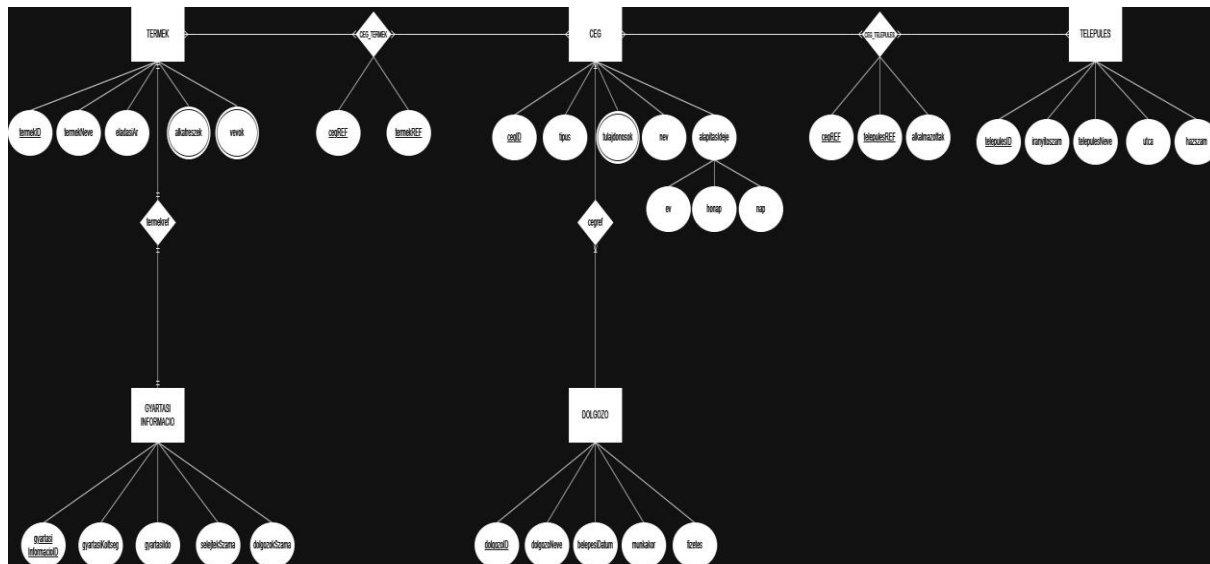 TERMEK
CEG_TERMEK
CEG
CEG_TELEPULES
TELEPULES
termekID
termekNeve
eladasiAr
alkatreszek
vevok
cegREF
termekREF
cegID
tipus
tulajdonosok
nev
alapitasIdeje
cegREF
telepulesREF
alkalmazottak
telepulesID
iranyitoszam
telepulesNeve
utca
hazszam
ev
honap
nap
termekref
cegref
GYARTASI
INFORMACIO
DOLGOZO
gyartasi
InformacioID
gyartasiKoltseg
gyartasiIdo
selejtekSzama
dolgozokSzama
dolgozoID
dolgozoNeve
belepesiDatum
munkakor
fizetes